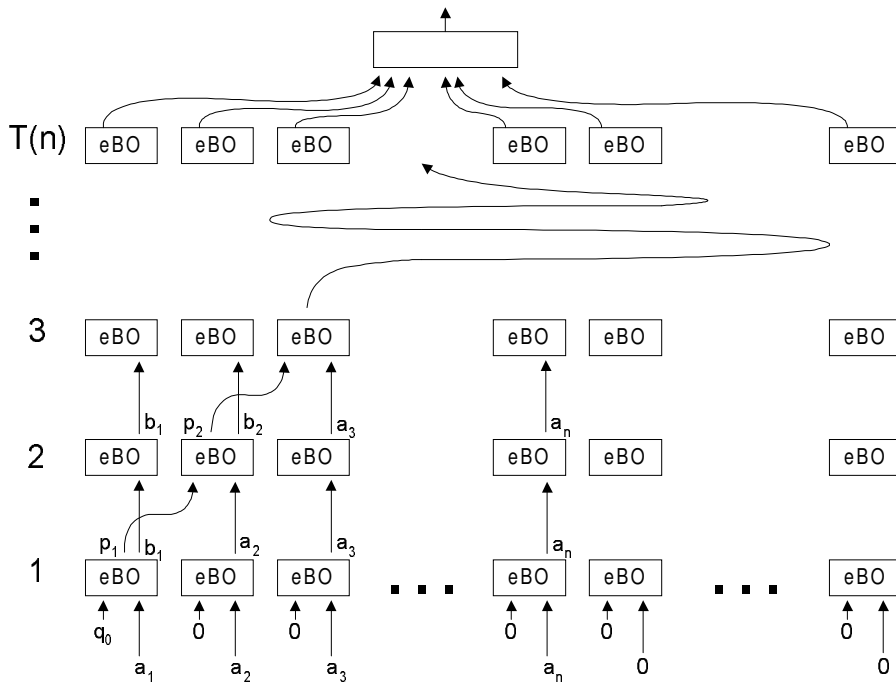 T(n) eBO eBO eBO eBO eBO eBO
3 eBO eBO eBO eBO eBO eBO
b₁ p₂ b₂ a₃ aₙ
2 eBO eBO eBO eBO eBO eBO
p₁ b₁ a₂ a₃ aₙ
1 eBO eBO eBO eBO eBO eBO
q₀ 0 0 0 0 0
a₁ a₂ a₃ aₙ 0 0